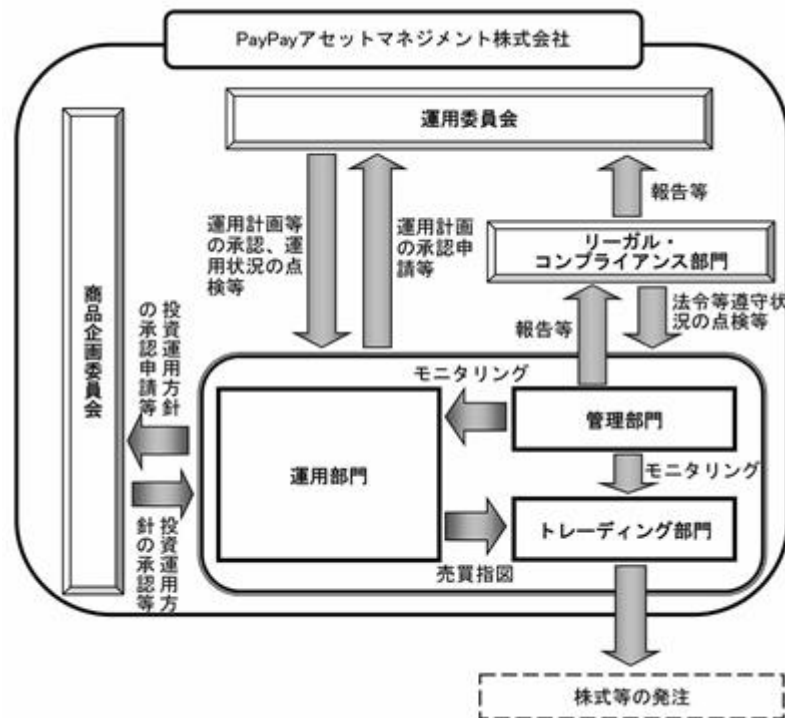 PayPayアセットマネジメント株式会社
運用委員会
運用計画等
の承認、運
用状況の点
検等
運用計画
の承認申
請等
報告等
リーガル・
コンプライアンス部門
報告等
法令等遵守状
況の点検等
商品企画委員会
投資運用方針
の承認申請等
投資運用方
針の承認等
モニタリング
運用部門
管理部門
モニタリング
トレーディング部門
売買指図
株式等の発注